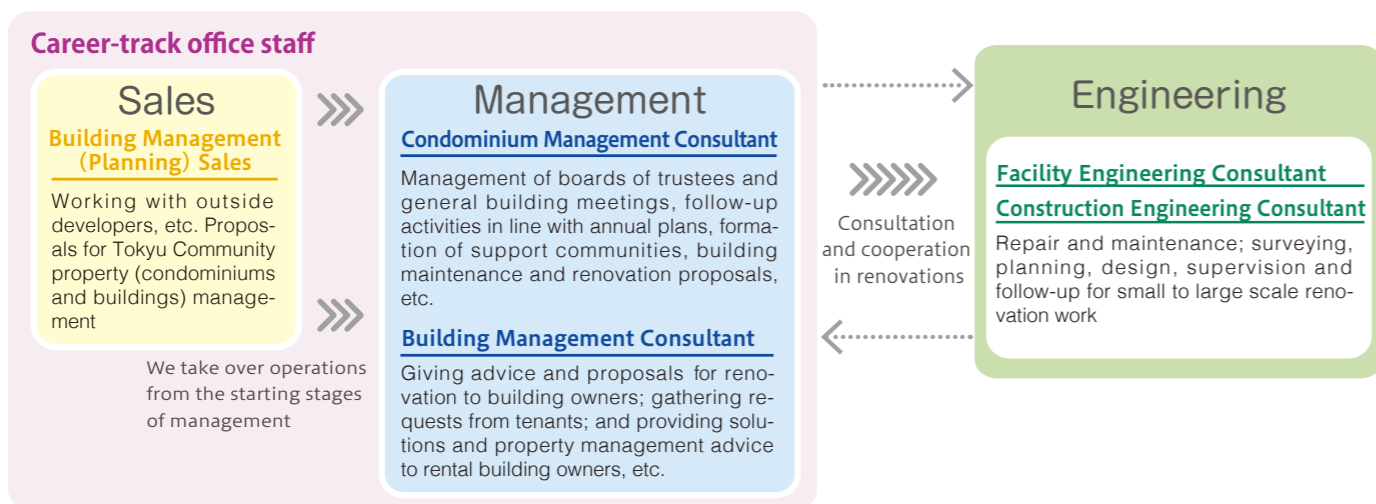 Career-track office staff
Sales
Building Management
(Planning) Sales
Working with outside
developers, etc. Propos-
als for Tokyu Community
property (condominiums
and buildings) manage-
ment
We take over operations
from the starting stages
of management
Management
Condominium Management Consultant
Management of boards of trustees and
general building meetings, follow-up
activities in line with annual plans, forma-
tion of support communities, building
maintenance and renovation proposals,
etc.
Building Management Consultant
Giving advice and proposals for reno-
vation to building owners; gathering re-
quests from tenants; and providing solu-
tions and property management advice
to rental building owners, etc.
Consultation
and cooperation
in renovations
Engineering
Facility Engineering Consultant
Construction Engineering Consultant
Repair and maintenance; surveying,
planning, design, supervision and
follow-up for small to large scale reno-
vation work